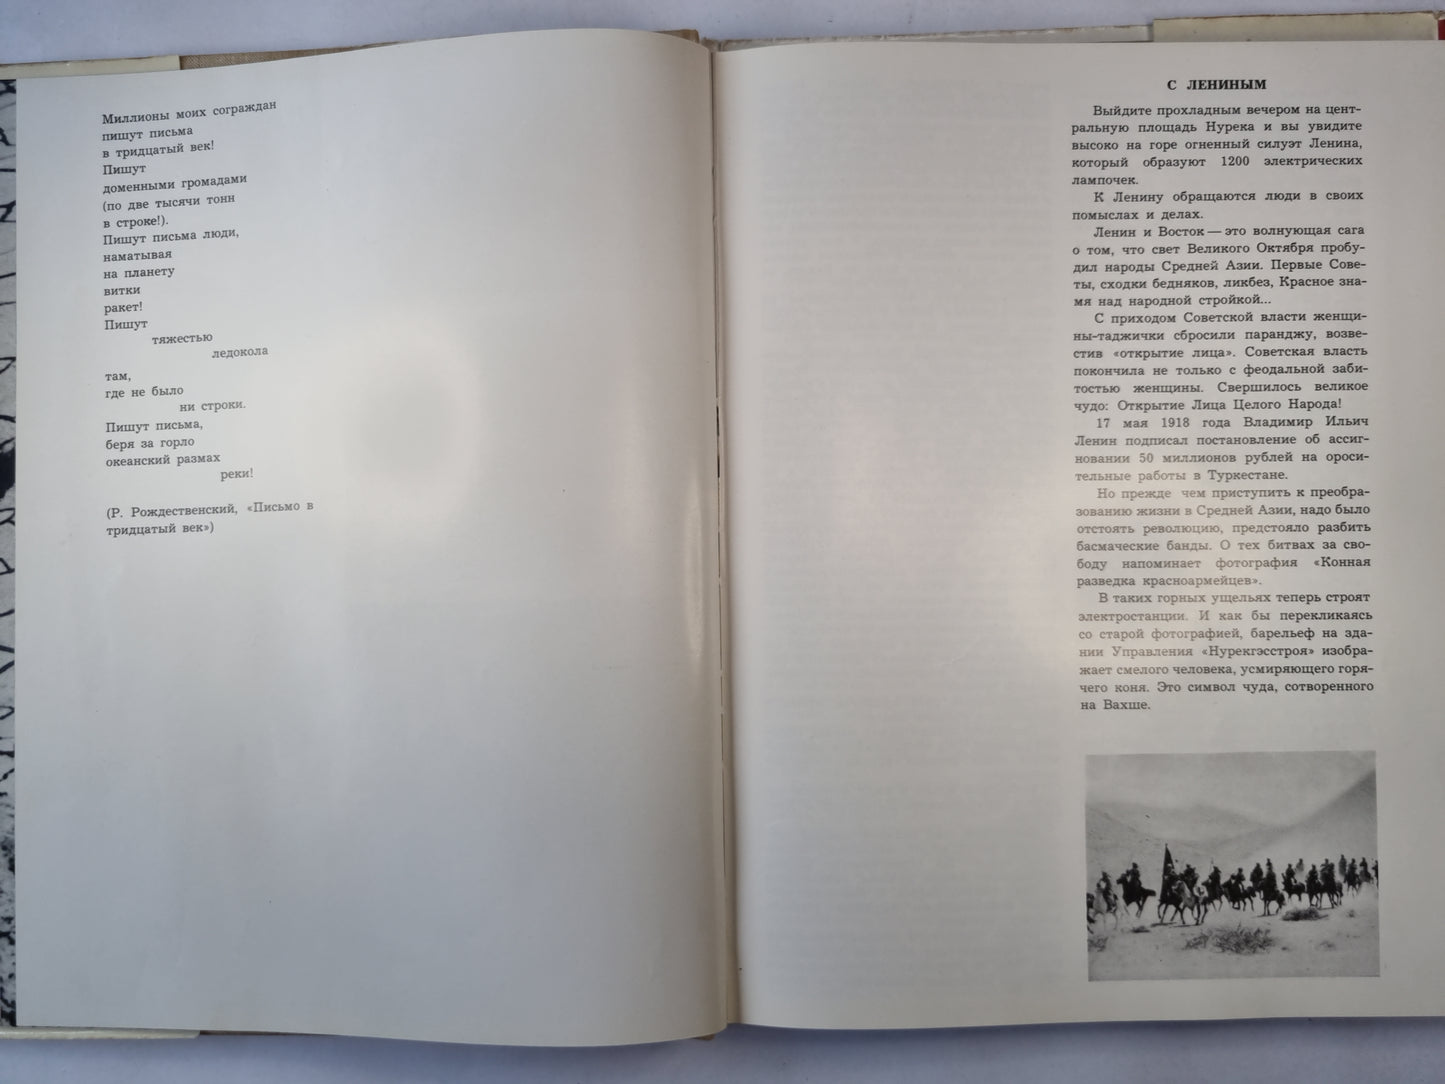 Миллионы моих сограждан
пишут письма
в тридцатый век!
Пишут
доменными громадами
(по две тысячи тонн
в строке!).
Пишут письма люди,
наматывая
на планету
витки
ракет!
Пишут
тяжестью
ледокола
там,
где не было
ни строки.
Пишут письма,
беря за горло
океанский размах
реки!
(Р. Рождественский, «Письмо в
тридцатый век»)
С ЛЕНИНЫМ
Выйдите прохладным вечером на цент-
ральную площадь Нурека и вы увидите
высоко на горе огненный силуэт Ленина,
который образуют 1200 электрических
лампочек.
К Ленину обращаются люди в своих
помыслах и делах.
Ленин и Восток — это волнующая сага
о том, что свет Великого Октября пробу-
дил народы Средней Азии. Первые Сове-
ты, сходки бедняков, ликбез, Красное зна-
мя над народной стройкой...
С приходом Советской власти женщи-
ны-таджички сбросили паранджу, возве-
стив «открытие лица». Советская власть
покончила не только с феодальной заби-
тостью женщины. Свершилось великое
чудо: Открытие Лица Целого Народа!
17 мая 1918 года Владимир Ильич
Ленин подписал постановление об ассиг-
новании 50 миллионов рублей на ороси-
тельные работы в Туркестане.
Но прежде чем приступить к преобра-
зованию жизни в Средней Азии, надо было
отстоять революцию, предстояло разбить
басмаческие банды. О тех битвах за сво-
боду напоминает фотография «Конная
разведка красноармейцев».
В таких горных ущельях теперь строят
электростанции. И как бы перекликаясь
со старой фотографией, барельеф на зда-
нии Управления «Нурекгэсстроя» изобра-
жает смелого человека, усмиряющего горя-
чего коня. Это символ чуда, сотворенного
на Вахше.